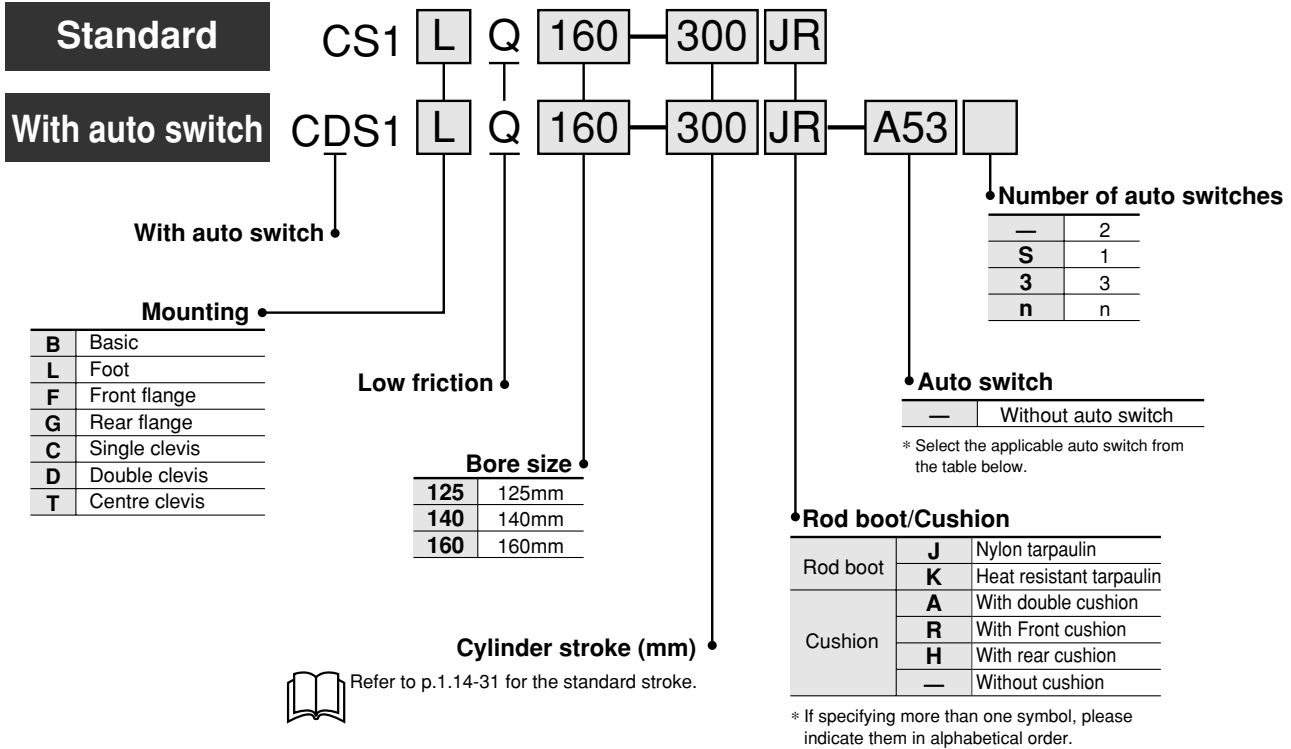 Standard CS1 L Q 160 — 300 JR
With auto switch CDS1 L Q 160 — 300 JR — A53
Number of auto switches
— 2
S 1
3 3
n n
With auto switch
Mounting
B Basic
L Foot
F Front flange
G Rear flange
C Single clevis
D Double clevis
T Centre clevis
Low friction
Auto switch
— Without auto switch
* Select the applicable auto switch from
the table below.
Bore size
125 125mm
140 140mm
160 160mm
Rod boot/Cushion
Rod boot J Nylon tarpaulin
K Heat resistant tarpaulin
Cushion A With double cushion
R With Front cushion
H With rear cushion
— Without cushion
* If specifying more than one symbol, please
indicate them in alphabetical order.
Cylinder stroke (mm)
Refer to p.1.14-31 for the standard stroke.